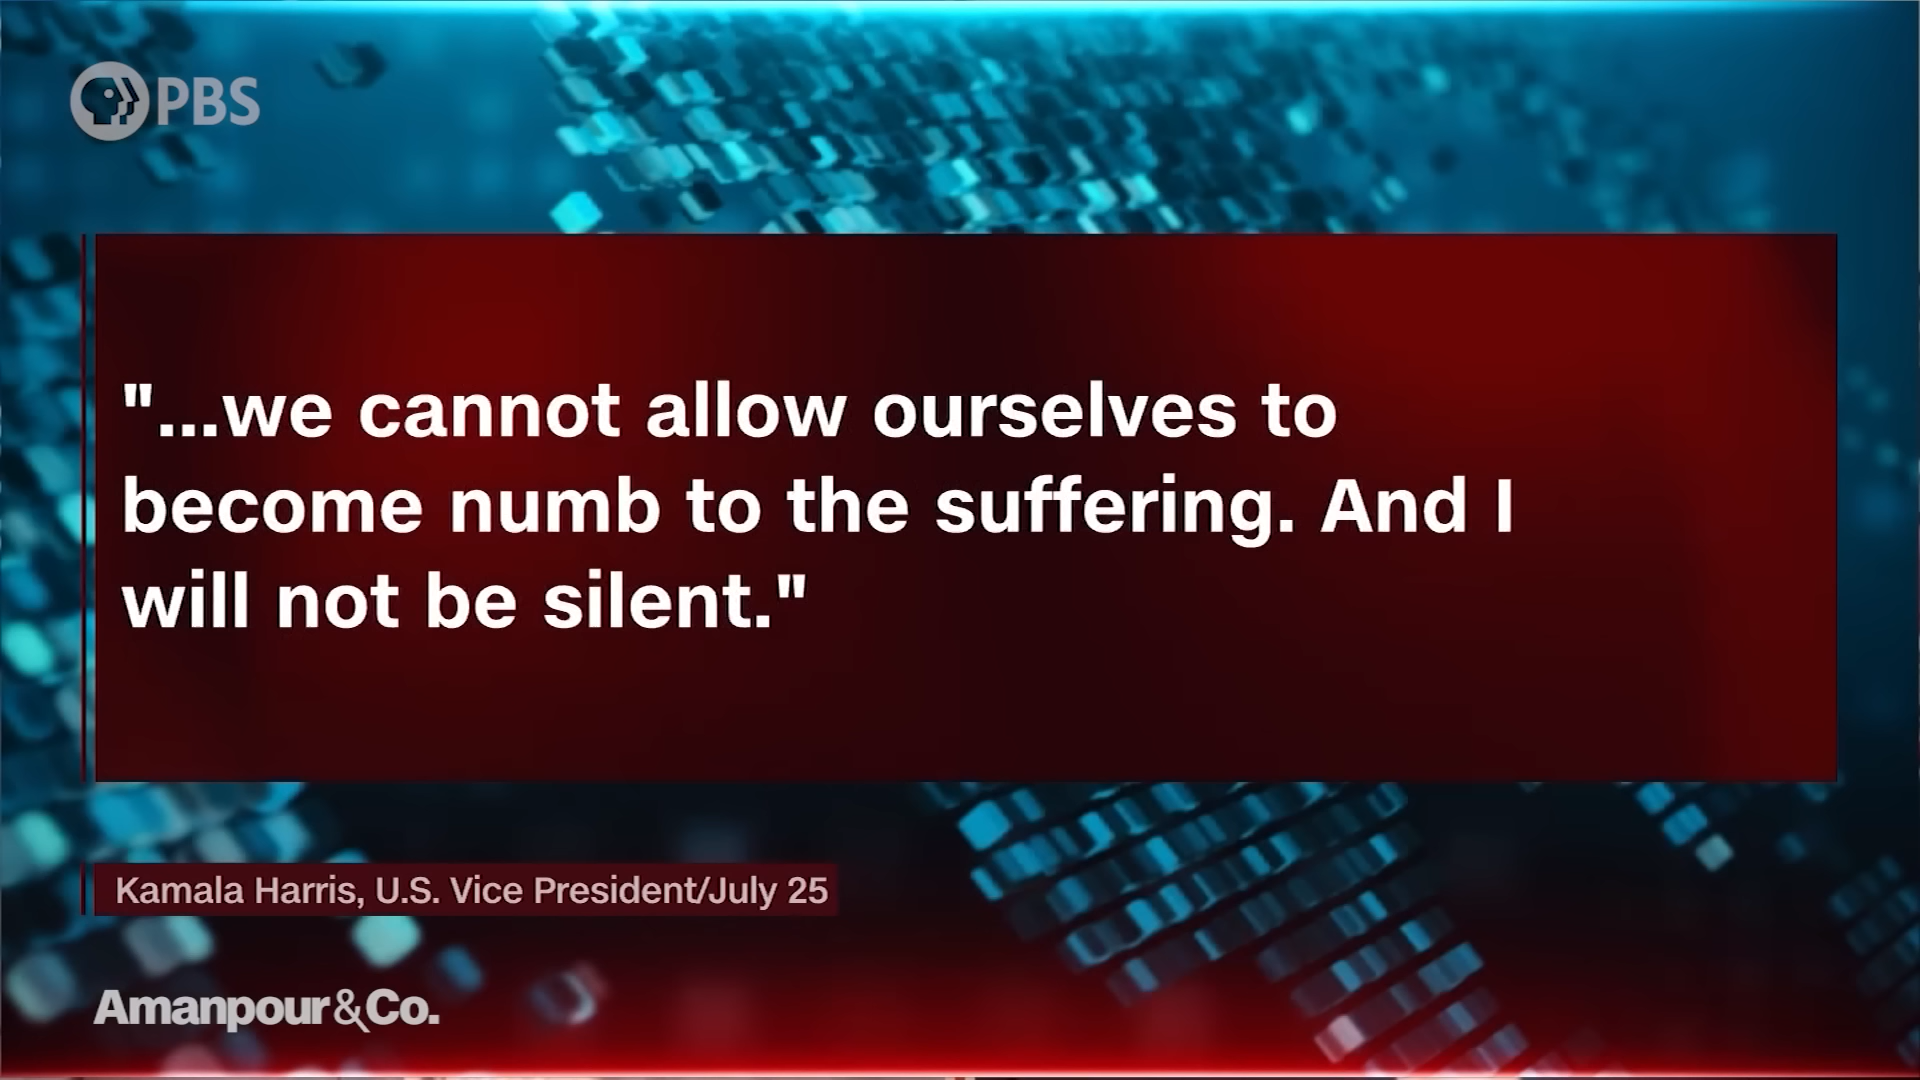 PBS
"...we cannot allow ourselves to
become numb to the suffering. And I
will not be silent."
Kamala Harris, U.S. Vice President/July 25
Amanpour&Co.